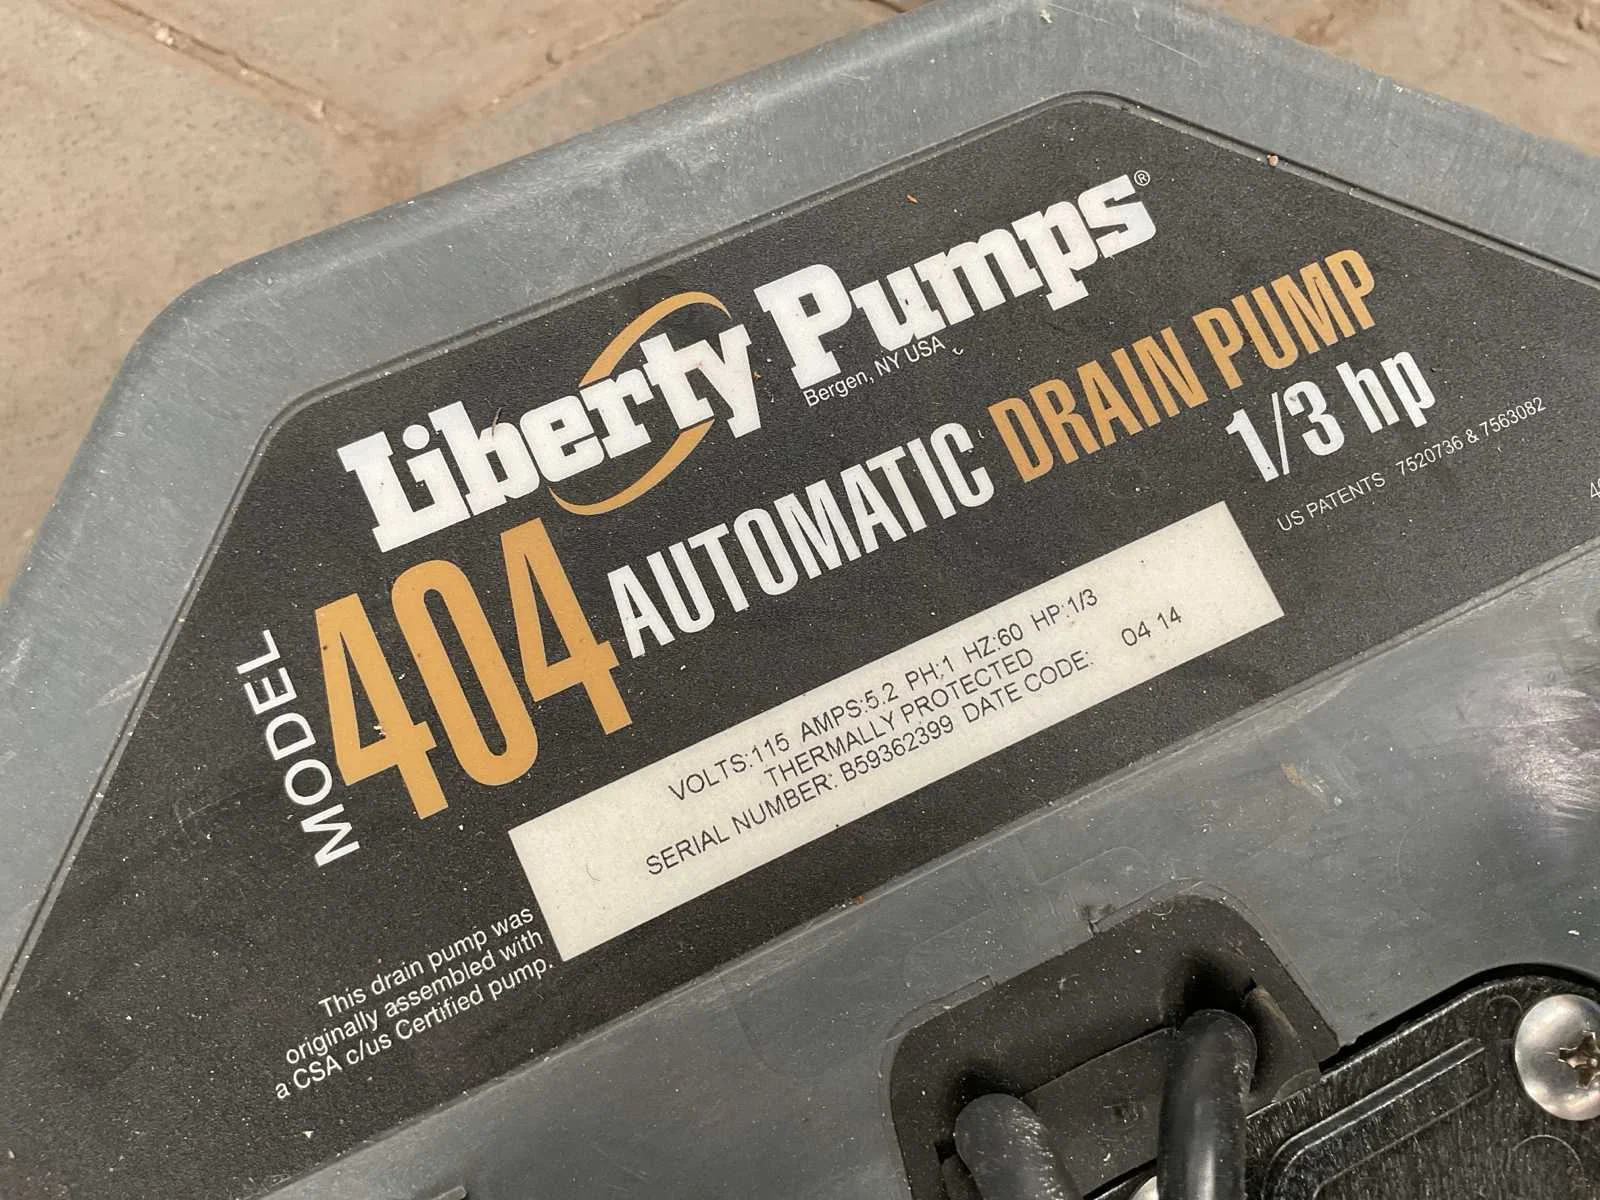 Liberty Pumps®
Bergen, NY USA
MODEL
404 AUTOMATIC DRAIN PUMP
1/3 hp
US PATENTS 7520736 & 7563082
VOLTS:115 AMPS:5.2 PH:1 HZ:60 HP:1/3
THERMALLY PROTECTED
SERIAL NUMBER: B59362399 DATE CODE: 04 14
This drain pump was
originally assembled with
a CSA c/us Certified pump.